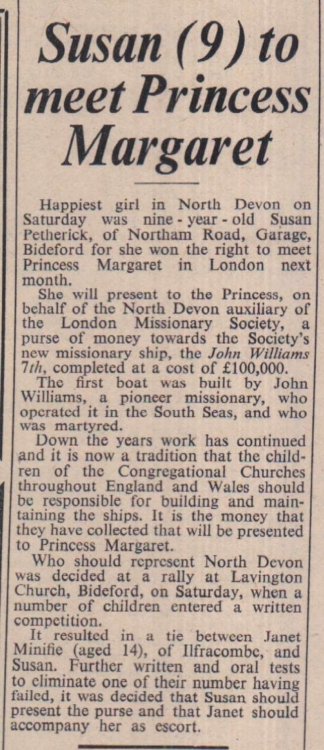 Susan (9) to
meet Princess
Margaret
Happiest girl in North Devon on
Saturday was nine - year - old Susan
Petherick, of Northam Road, Garage,
Bideford for she won the right to meet
Princess Margaret in London next
month.
She will present to the Princess, on
behalf of the North Devon auxiliary of
the London Missionary Society, a
purse of money towards the Society's
new missionary ship, the John Williams
7th, completed at a cost of £100,000.
The first boat was built by John
Williams, a pioneer missionary, who
operated it in the South Seas, and who
was martyred.
Down the years work has continued
and it is now a tradition that the child-
ren of the Congregational Churches
throughout England and Wales should
be responsible for building and main-
taining the ships. It is the money that
they have collected that will be presented
to Princess Margaret.
Who should represent North Devon
was decided at a rally at Lavington
Church, Bideford, on Saturday, when a
number of children entered a written
competition.
It resulted in a tie between Janet
Minifie (aged 14), of Ilfracombe, and
Susan. Further written and oral tests
to eliminate one of their number having
failed, it was decided that Susan should
present the purse and that Janet should
accompany her as escort.